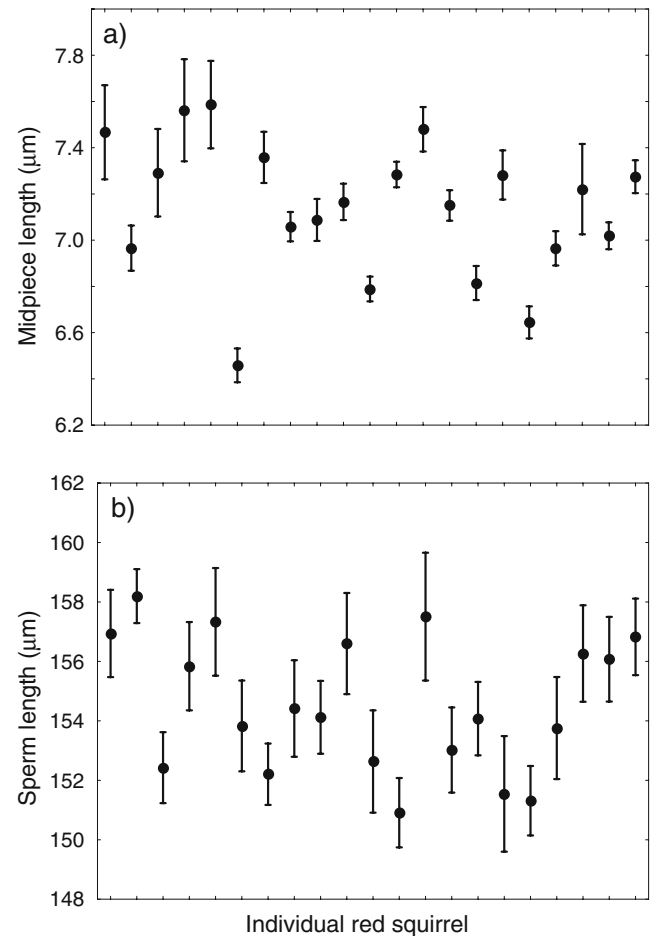 a)
7.8
7.4
7.0
6.6
6.2
Midpiece length (μm)
b)
162
160
158
156
154
152
150
148
Sperm length (μm)
Individual red squirrel